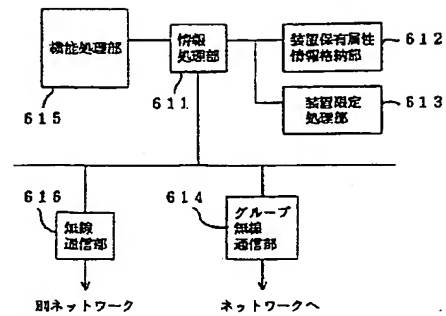 機能処理部
615
情報
処理部
611
装置保有属性
情報格納部
612
装置限定
処理部
613
616
無線
通信部
614
グループ
無線
通信部
別ネットワーク
ネットワークへ